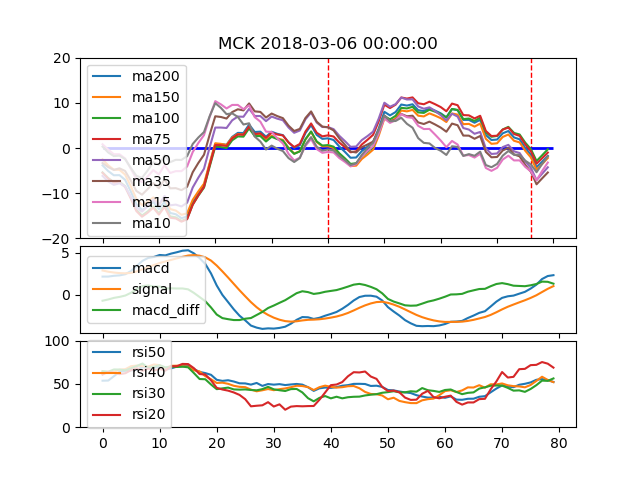 MCK 2018-03-06 00:00:00
20
10
0
−10
−20
ma200
ma150
ma100
ma75
ma50
ma35
ma15
ma10
5
0
macd
signal
macd_diff
100
50
0
rsi50
rsi40
rsi30
rsi20
0 10 20 30 40 50 60 70 80